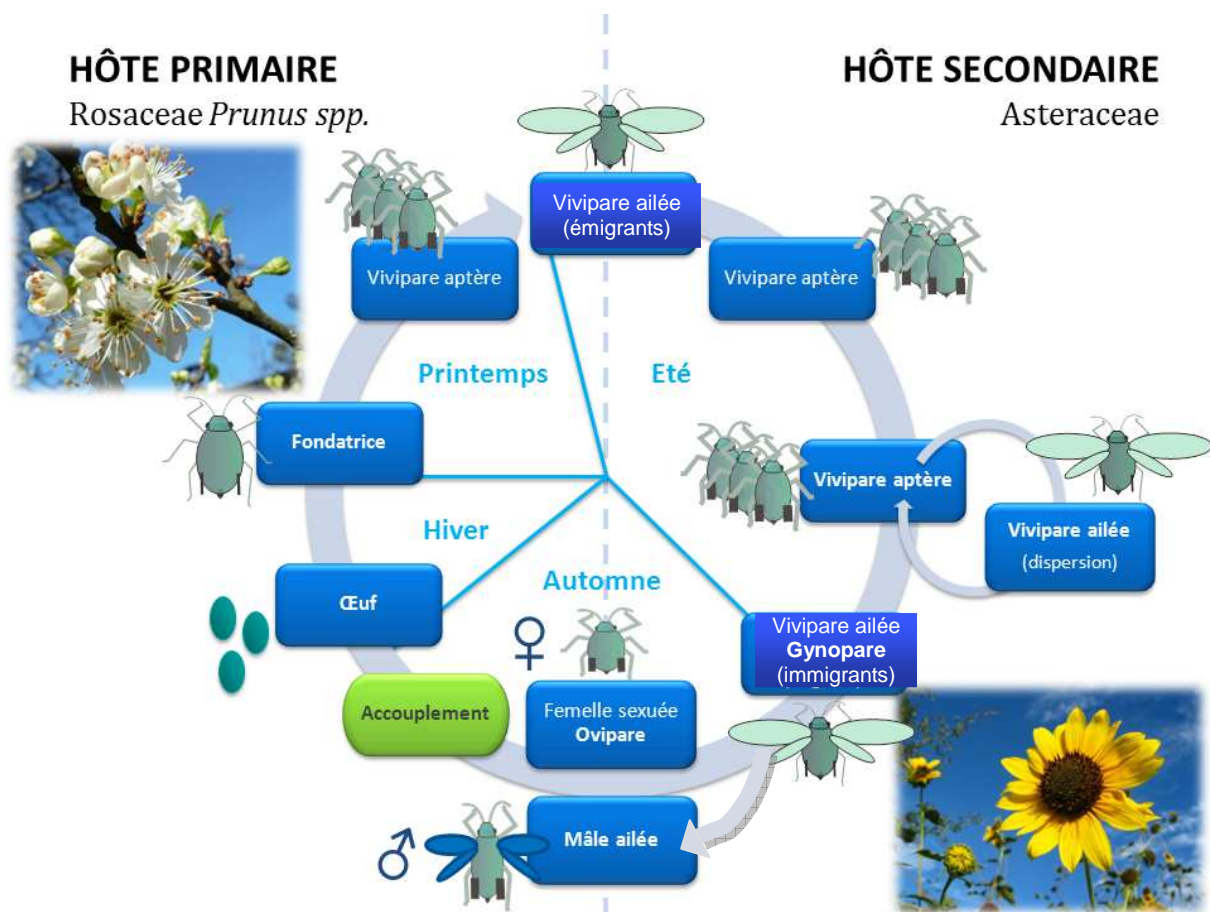 HÔTE PRIMAIRE
Rosaceae Prunus spp.
HÔTE SECONDAIRE
Asteraceae
Vivipare ailée
(émigrants)
Vivipare aptère
Vivipare aptère
Printemps
Eté
Fondatrice
Vivipare aptère
Vivipare ailée
(dispersion)
Hiver
Automne
Œuf
♀
Vivipare ailée
Gynopare
(immigrants)
Accouplement
Femelle sexuée
Ovipare
♂
Mâle ailée